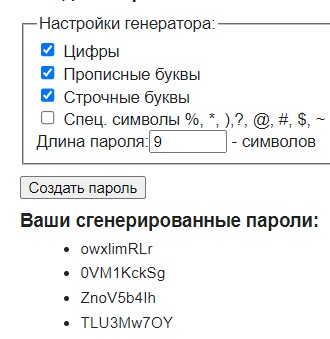 Настройки генератора:
Цифры
Прописные буквы
Строчные буквы
Спец. символы %, *, ),?, @, #, $, ~
Длина пароля: 9 - символов
Создать пароль
Ваши сгенерированные пароли:
owxlimRLr
0VM1KckSg
ZnoV5b4Ih
TLU3Mw7OY